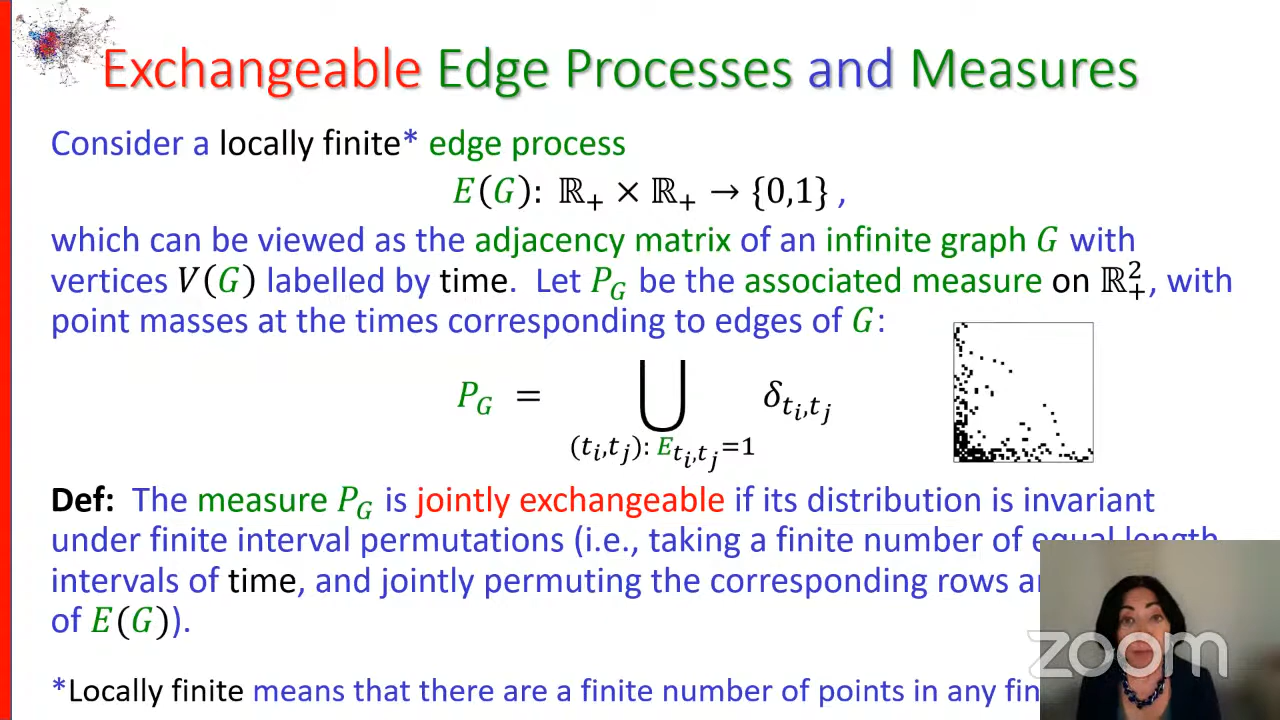 Exchangeable Edge Processes and Measures
Consider a locally finite* edge process
E(G): ℝ₊ × ℝ₊ → {0,1} ,
which can be viewed as the adjacency matrix of an infinite graph G with
vertices V(G) labelled by time. Let P_G be the associated measure on ℝ₊², with
point masses at the times corresponding to edges of G:
P_G = ⋃_{(t_i,t_j): E_{t_i,t_j}=1} δ_{t_i,t_j}
Def: The measure P_G is jointly exchangeable if its distribution is invariant
under finite interval permutations (i.e., taking a finite number of equal length
intervals of time, and jointly permuting the corresponding rows
of E(G)).
*Locally finite means that there are a finite number of points in any
zoom